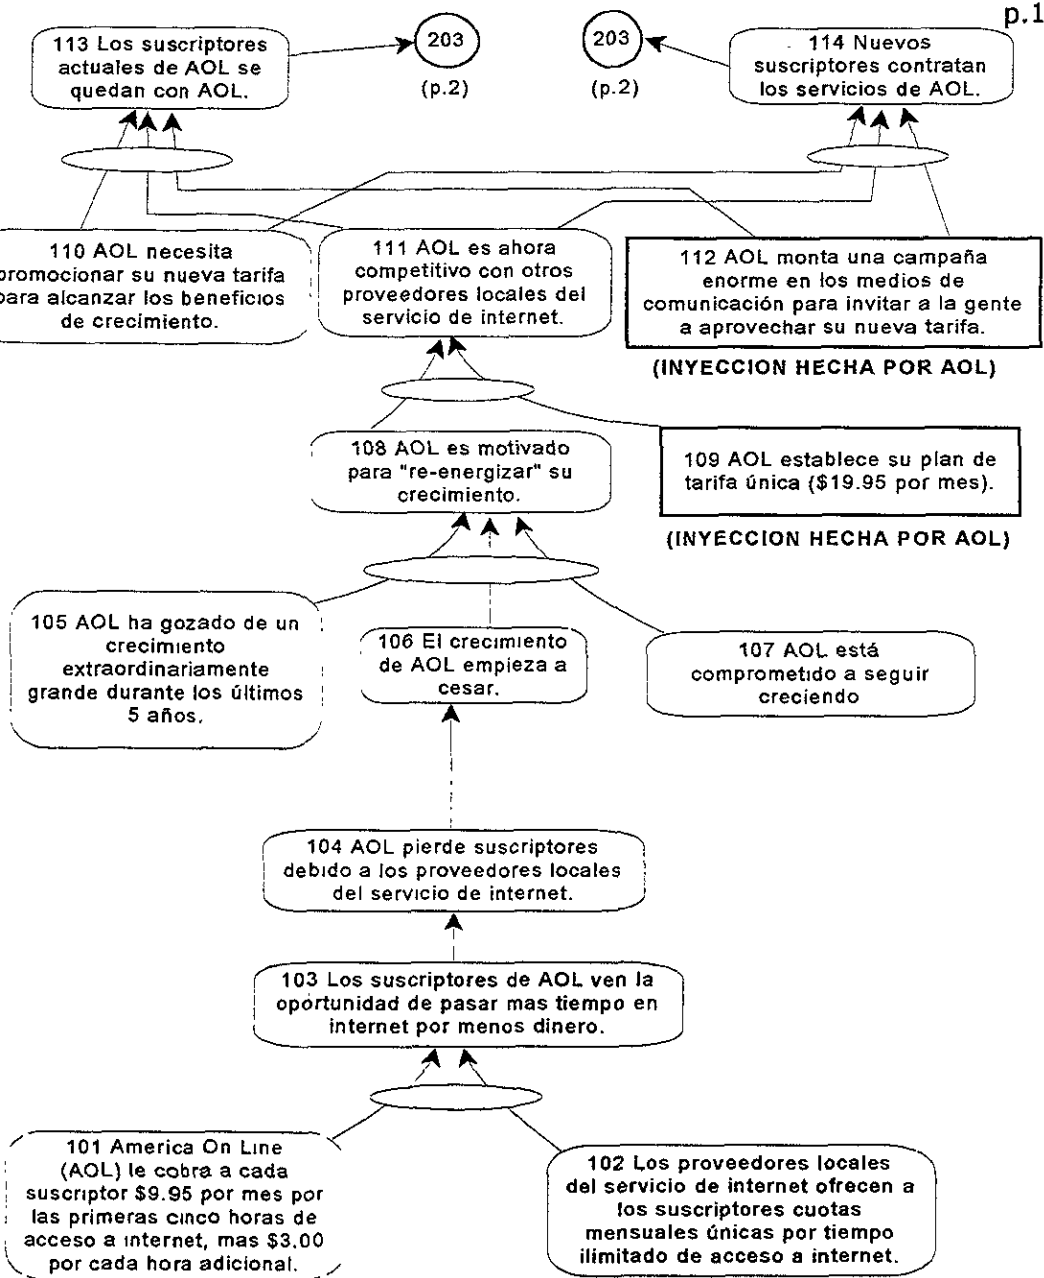 p.1
113 Los suscriptores
actuales de AOL se
quedan con AOL.
203
(p.2)
203
(p.2)
114 Nuevos
suscriptores contratan
los servicios de AOL.
110 AOL necesita
promocionar su nueva tarifa
para alcanzar los beneficios
de crecimiento.
111 AOL es ahora
competitivo con otros
proveedores locales del
servicio de internet.
112 AOL monta una campaña
enorme en los medios de
comunicación para invitar a la gente
a aprovechar su nueva tarifa.
(INYECCION HECHA POR AOL)
108 AOL es motivado
para "re-energizar" su
crecimiento.
109 AOL establece su plan de
tarifa única ($19.95 por mes).
(INYECCION HECHA POR AOL)
105 AOL ha gozado de un
crecimiento
extraordinariamente
grande durante los últimos
5 años.
106 El crecimiento
de AOL empieza a
cesar.
107 AOL está
comprometido a seguir
creciendo
104 AOL pierde suscriptores
debido a los proveedores locales
del servicio de internet.
103 Los suscriptores de AOL ven la
oportunidad de pasar mas tiempo en
internet por menos dinero.
101 America On Line
(AOL) le cobra a cada
suscriptor $9.95 por mes por
las primeras cinco horas de
acceso a internet, mas $3.00
por cada hora adicional.
102 Los proveedores locales
del servicio de internet ofrecen a
los suscriptores cuotas
mensuales únicas por tiempo
ilimitado de acceso a internet.